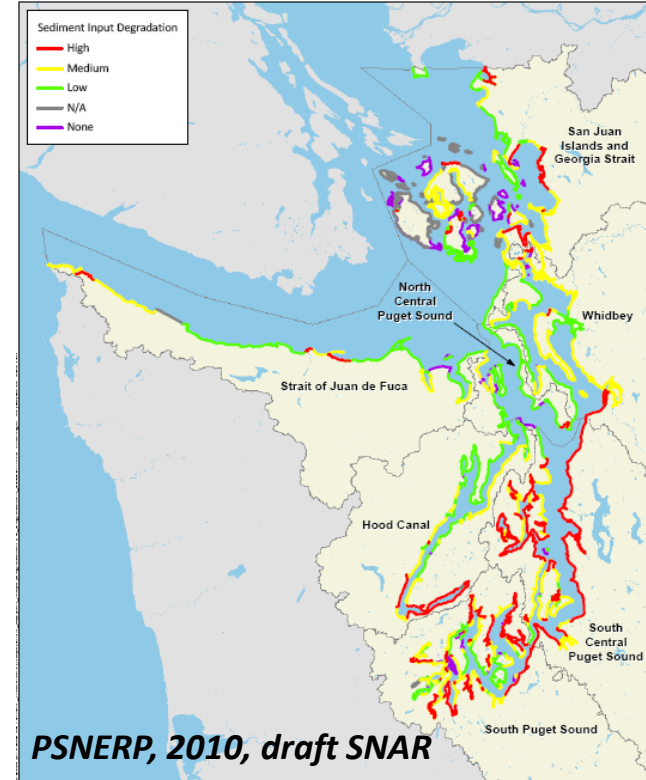 Sediment Input Degradation
High
Medium
Low
N/A
None
San Juan
Islands and
Georgia Strait
North
Central
Puget Sound
Whidbey
Strait of Juan de Fuca
Hood Canal
South
Central
Puget Sound
South Puget Sound
PSNERP, 2010, draft SNAR